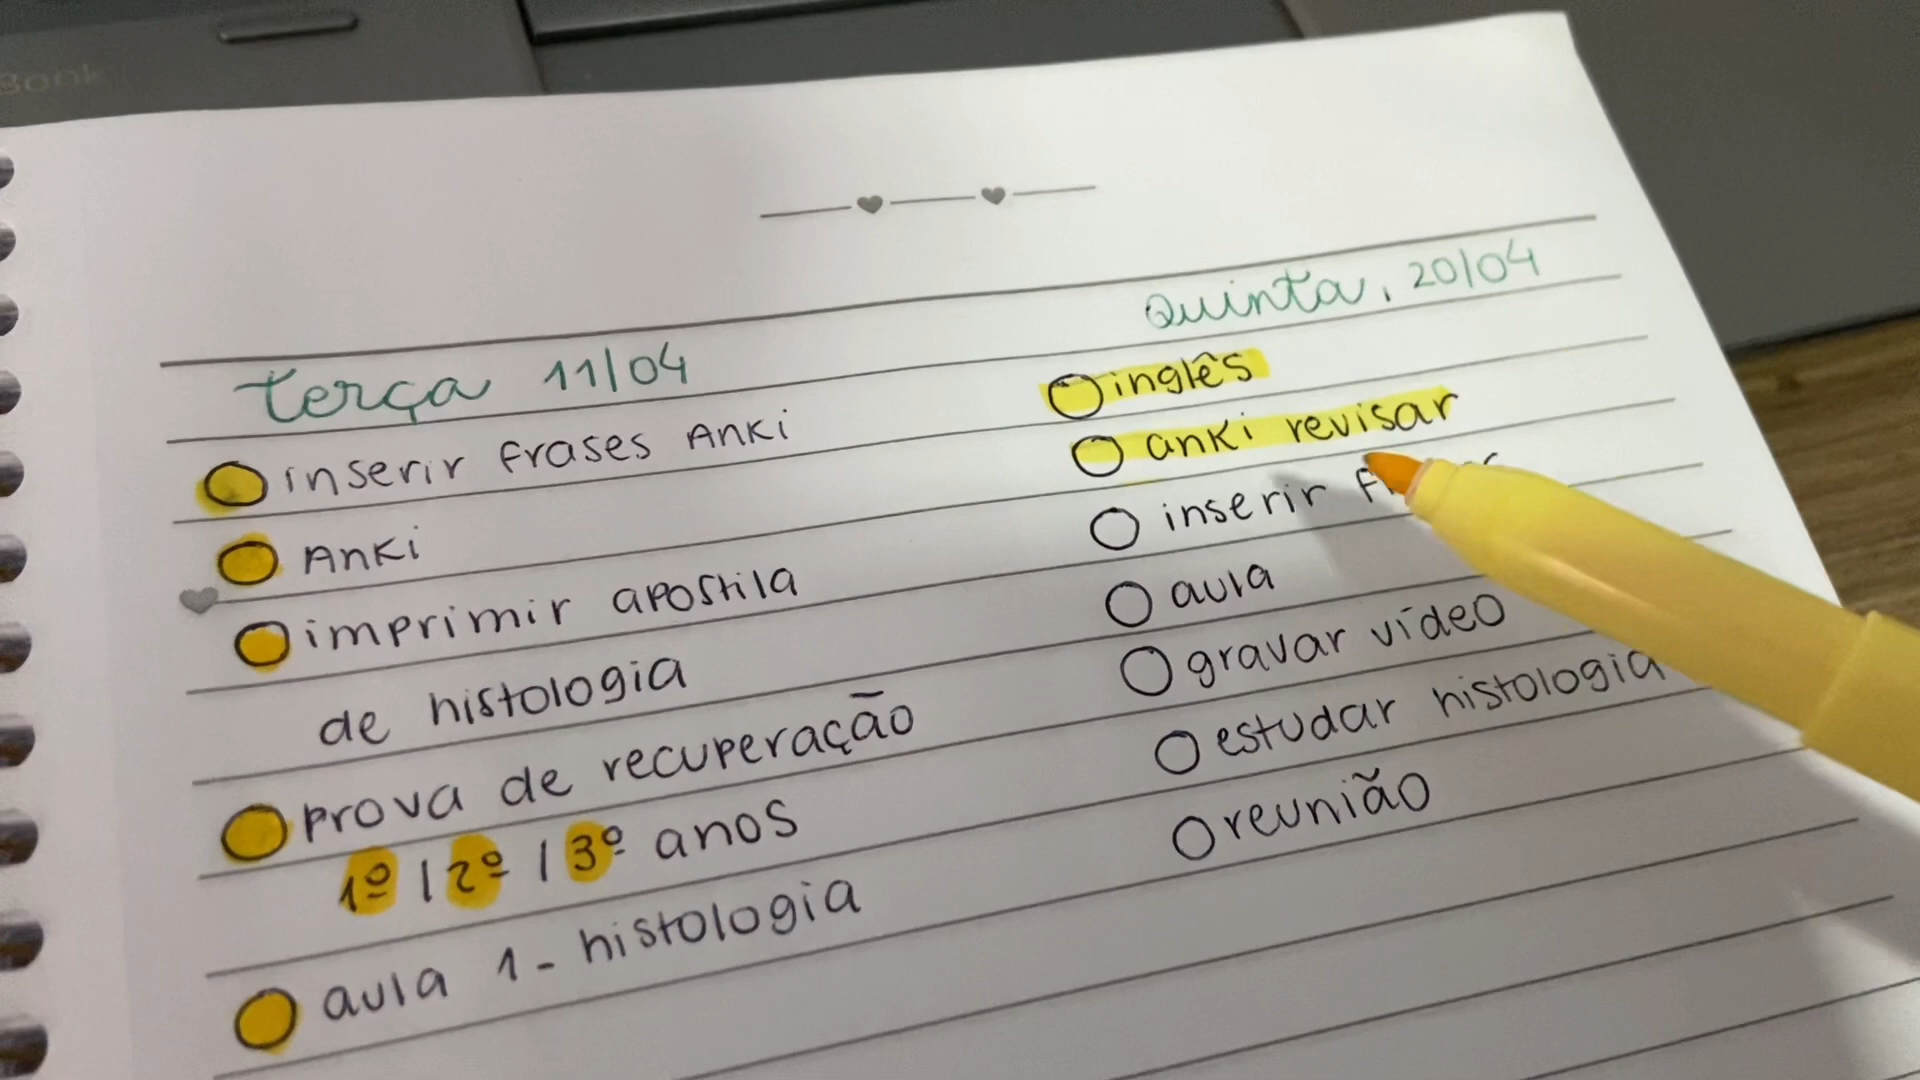 Book
Terça 11/04
inserir frases Anki
Anki
imprimir apostila
de histologia
prova de recuperação
1º / 2º / 3º anos
aula 1 - histologia
Quinta, 20/04
inglês
anki revisar
inserir
aula
gravar vídeo
estudar histologia
reunião